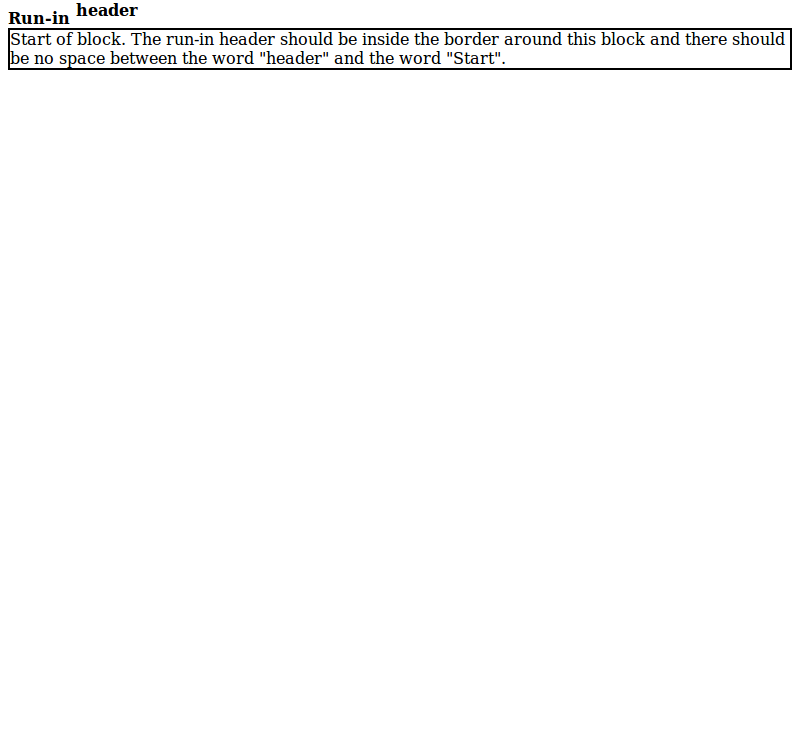 Run-in header
Start of block. The run-in header should be inside the border around this block and there should
be no space between the word "header" and the word "Start".